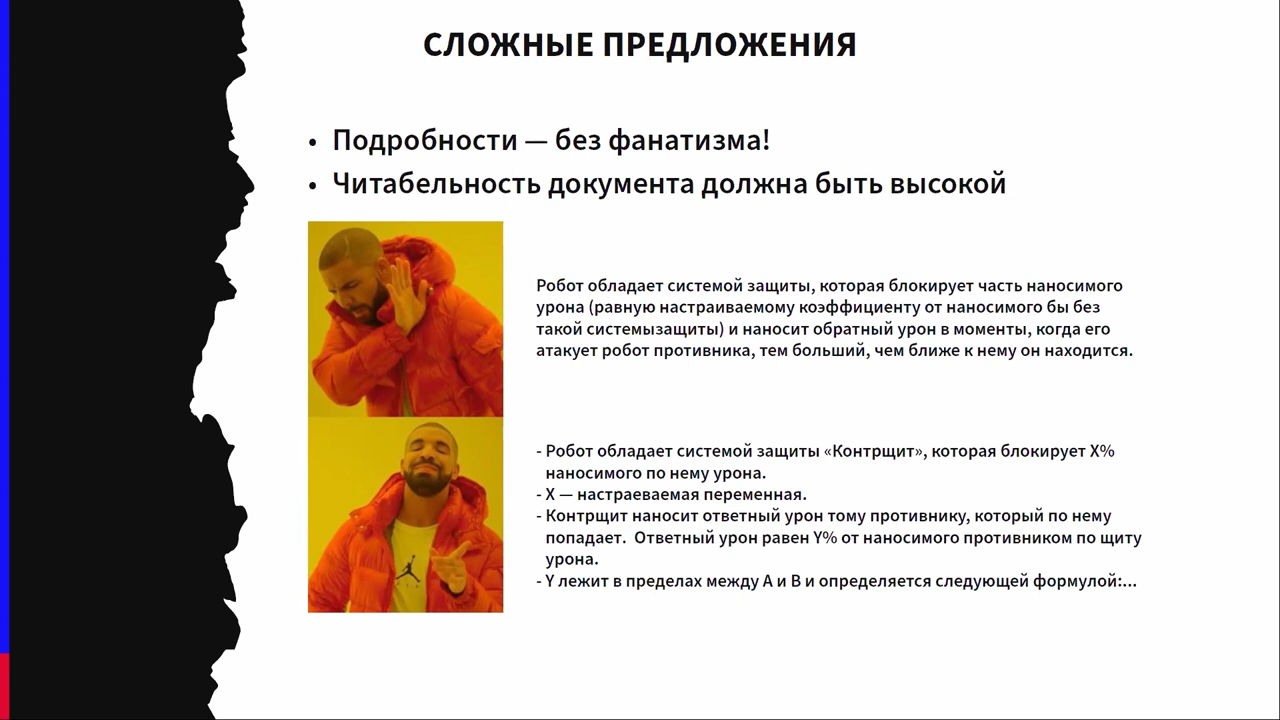 СЛОЖНЫЕ ПРЕДЛОЖЕНИЯ
• Подробности — без фанатизма!
• Читабельность документа должна быть высокой
Робот обладает системой защиты, которая блокирует часть наносимого
урона (равную настраиваемому коэффициенту от наносимого бы без
такой системызащиты) и наносит обратный урон в моменты, когда его
атакует робот противника, тем больший, чем ближе к нему он находится.
- Робот обладает системой защиты «Контрщит», которая блокирует X%
наносимого по нему урона.
- X — настраеваемая переменная.
- Контрщит наносит ответный урон тому противнику, который по нему
попадает. Ответный урон равен Y% от наносимого противником по щиту
урона.
- Y лежит в пределах между A и B и определяется следующей формулой:...